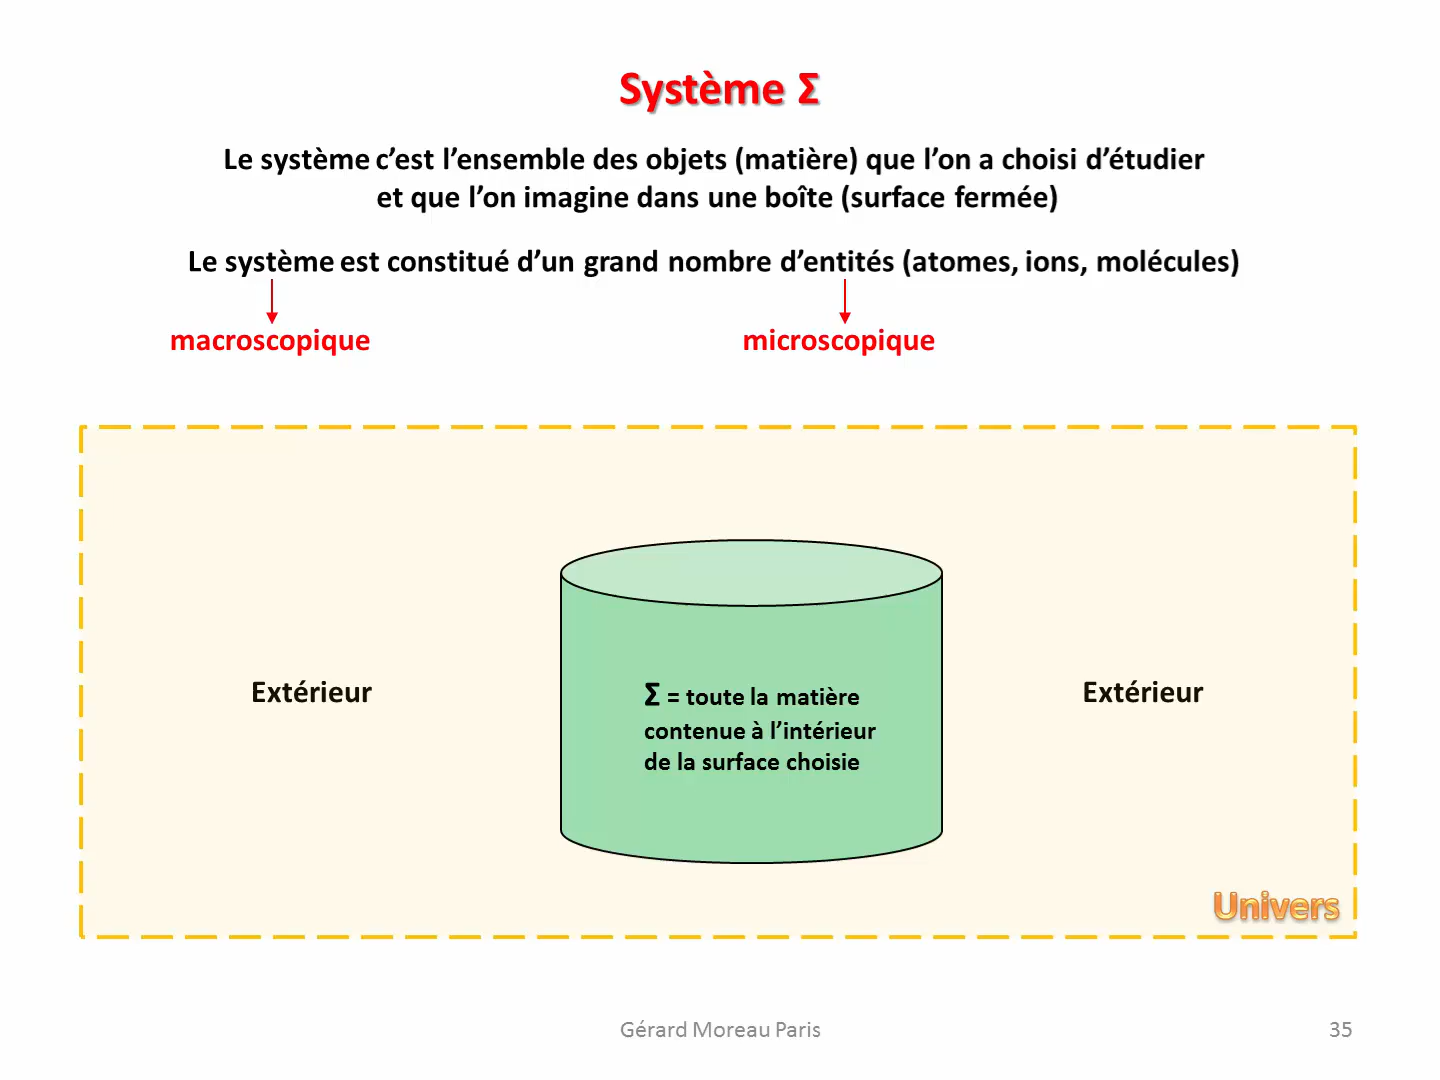 Système Σ
Le système c’est l’ensemble des objets (matière) que l’on a choisi d’étudier
et que l’on imagine dans une boîte (surface fermée)
Le système est constitué d’un grand nombre d’entités (atomes, ions, molécules)
macroscopique
microscopique
Extérieur
Σ = toute la matière
contenue à l’intérieur
de la surface choisie
Extérieur
Univers
Gérard Moreau Paris
35